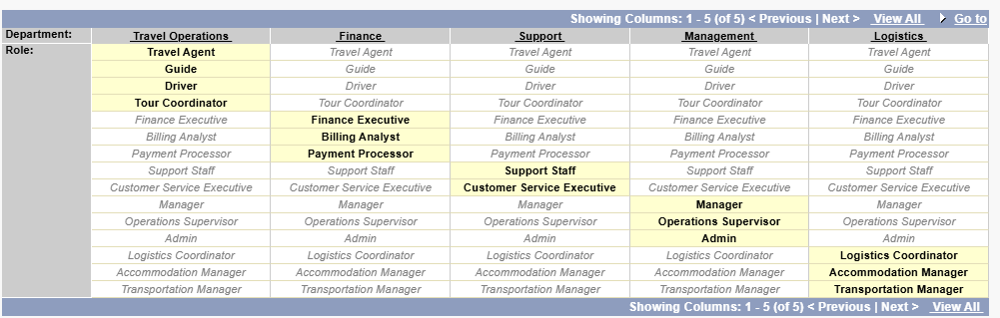 Showing Columns: 1 - 5 (of 5) < Previous | Next > View All Go to
Department: Travel Operations Finance Support Management Logistics
Role: Travel Agent Travel Agent Travel Agent Travel Agent Travel Agent
Guide Guide Guide Guide Guide
Driver Driver Driver Driver Driver
Tour Coordinator Tour Coordinator Tour Coordinator Tour Coordinator Tour Coordinator
Finance Executive Finance Executive Finance Executive Finance Executive Finance Executive
Billing Analyst Billing Analyst Billing Analyst Billing Analyst Billing Analyst
Payment Processor Payment Processor Payment Processor Payment Processor Payment Processor
Support Staff Support Staff Support Staff Support Staff Support Staff
Customer Service Executive Customer Service Executive Customer Service Executive Customer Service Executive Customer Service Executive
Manager Manager Manager Manager Manager
Operations Supervisor Operations Supervisor Operations Supervisor Operations Supervisor Operations Supervisor
Admin Admin Admin Admin Admin
Logistics Coordinator Logistics Coordinator Logistics Coordinator Logistics Coordinator Logistics Coordinator
Accommodation Manager Accommodation Manager Accommodation Manager Accommodation Manager Accommodation Manager
Transportation Manager Transportation Manager Transportation Manager Transportation Manager Transportation Manager
Showing Columns: 1 - 5 (of 5) < Previous | Next > View All